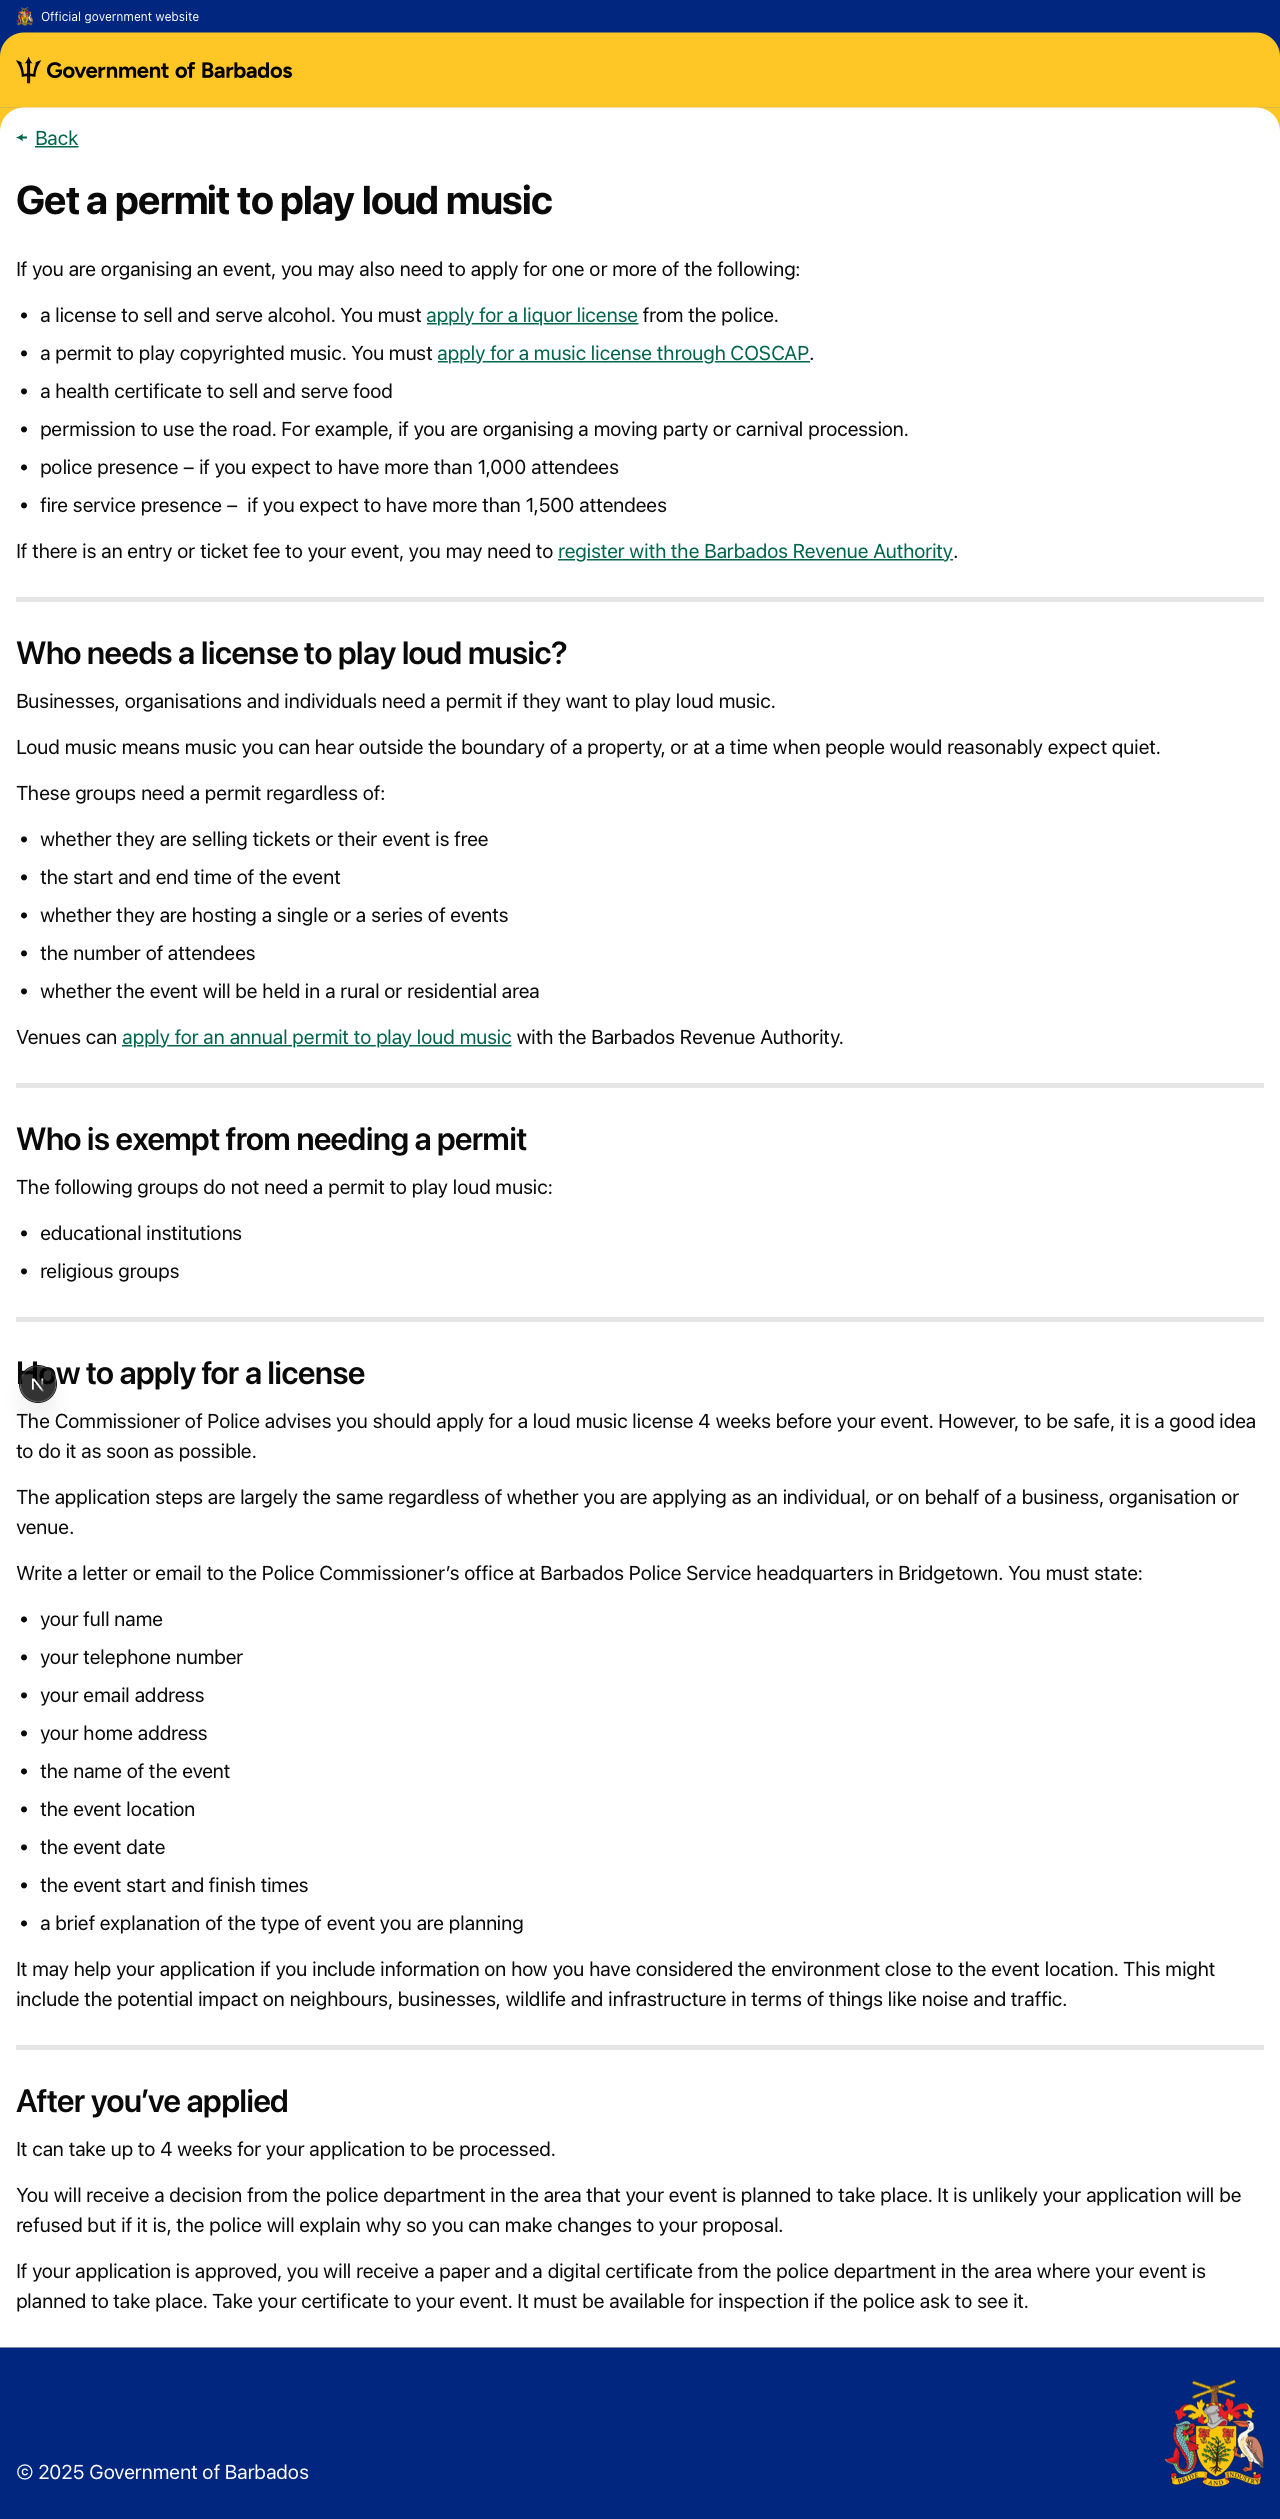 Official government website
Government of Barbados
Back
Get a permit to play loud music
If you are organising an event, you may also need to apply for one or more of the following:
• a license to sell and serve alcohol. You must apply for a liquor license from the police.
• a permit to play copyrighted music. You must apply for a music license through COSCAP.
• a health certificate to sell and serve food
• permission to use the road. For example, if you are organising a moving party or carnival procession.
• police presence – if you expect to have more than 1,000 attendees
• fire service presence –  if you expect to have more than 1,500 attendees
If there is an entry or ticket fee to your event, you may need to register with the Barbados Revenue Authority.
Who needs a license to play loud music?
Businesses, organisations and individuals need a permit if they want to play loud music.
Loud music means music you can hear outside the boundary of a property, or at a time when people would reasonably expect quiet.
These groups need a permit regardless of:
• whether they are selling tickets or their event is free
• the start and end time of the event
• whether they are hosting a single or a series of events
• the number of attendees
• whether the event will be held in a rural or residential area
Venues can apply for an annual permit to play loud music with the Barbados Revenue Authority.
Who is exempt from needing a permit
The following groups do not need a permit to play loud music:
• educational institutions
• religious groups
How to apply for a license
N
The Commissioner of Police advises you should apply for a loud music license 4 weeks before your event. However, to be safe, it is a good idea
to do it as soon as possible.
The application steps are largely the same regardless of whether you are applying as an individual, or on behalf of a business, organisation or
venue.
Write a letter or email to the Police Commissioner’s office at Barbados Police Service headquarters in Bridgetown. You must state:
• your full name
• your telephone number
• your email address
• your home address
• the name of the event
• the event location
• the event date
• the event start and finish times
• a brief explanation of the type of event you are planning
It may help your application if you include information on how you have considered the environment close to the event location. This might
include the potential impact on neighbours, businesses, wildlife and infrastructure in terms of things like noise and traffic.
After you’ve applied
It can take up to 4 weeks for your application to be processed.
You will receive a decision from the police department in the area that your event is planned to take place. It is unlikely your application will be
refused but if it is, the police will explain why so you can make changes to your proposal.
If your application is approved, you will receive a paper and a digital certificate from the police department in the area where your event is
planned to take place. Take your certificate to your event. It must be available for inspection if the police ask to see it.
PRIDE AND INDUSTRY
© 2025 Government of Barbados